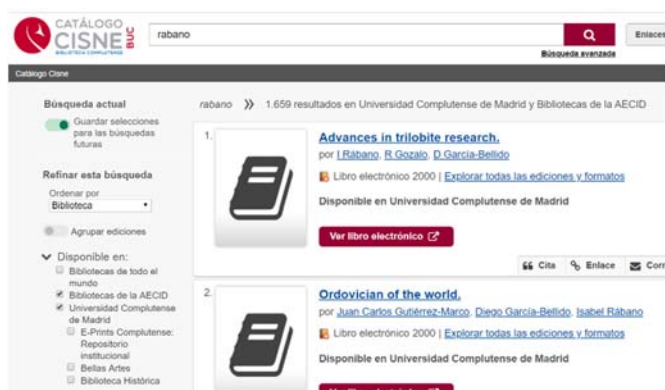 CATÁLOGO
CISNE BUC
BIBLIOTECA COMPLUTENSE
rabano
Enlaces
Búsqueda avanzada
Catálogo Cisne
Búsqueda actual
Guardar selecciones
para las búsquedas
futuras
Refinar esta búsqueda
Ordenar por
Biblioteca
Agrupar ediciones
Disponible en:
Bibliotecas de todo el
mundo
Bibliotecas de la AECID
Universidad Complutense
de Madrid
E-Prints Complutense:
Repositorio
institucional
Bellas Artes
Biblioteca Histórica
rabano » 1.659 resultados en Universidad Complutense de Madrid y Bibliotecas de la AECID
1.
Advances in trilobite research.
por I Rábano, R Gozalo, D García-Bellido
Libro electrónico 2000 | Explorar todas las ediciones y formatos
Disponible en Universidad Complutense de Madrid
Ver libro electrónico
Cita Enlace Corr
2.
Ordovician of the world.
por Juan Carlos Gutiérrez-Marco, Diego García-Bellido, Isabel Rábano
Libro electrónico 2000 | Explorar todas las ediciones y formatos
Disponible en Universidad Complutense de Madrid